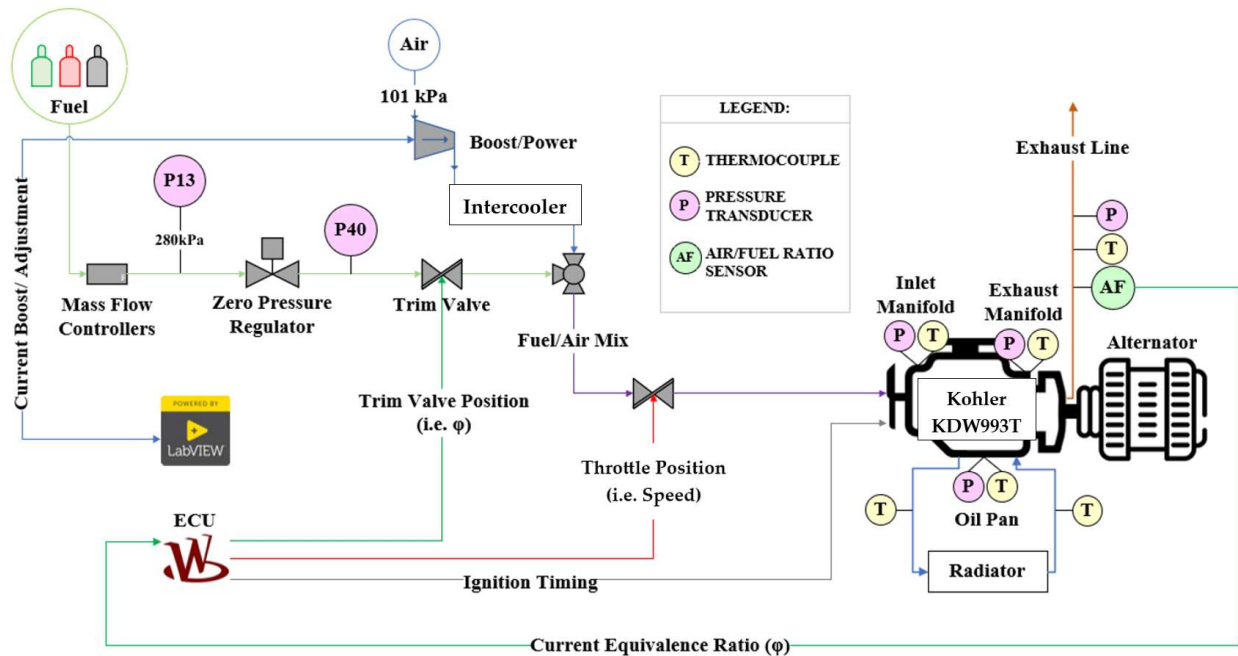 Fuel
Air
101 kPa
Boost/Power
Intercooler
P13
280kPa
P40
F
Mass Flow
Controllers
Zero Pressure
Regulator
Trim Valve
Fuel/Air Mix
Current Boost/ Adjustment
POWERED BY
LabVIEW
Trim Valve Position
(i.e. φ)
Throttle Position
(i.e. Speed)
ECU
W
Ignition Timing
Current Equivalence Ratio (φ)
LEGEND:
T THERMOCOUPLE
P PRESSURE
TRANSDUCER
AF AIR/FUEL RATIO
SENSOR
Exhaust Line
P
T
AF
Inlet
Manifold
P T
Exhaust
Manifold
P T
Alternator
Kohler
KDW993T
P T
Oil Pan
T
T
Radiator